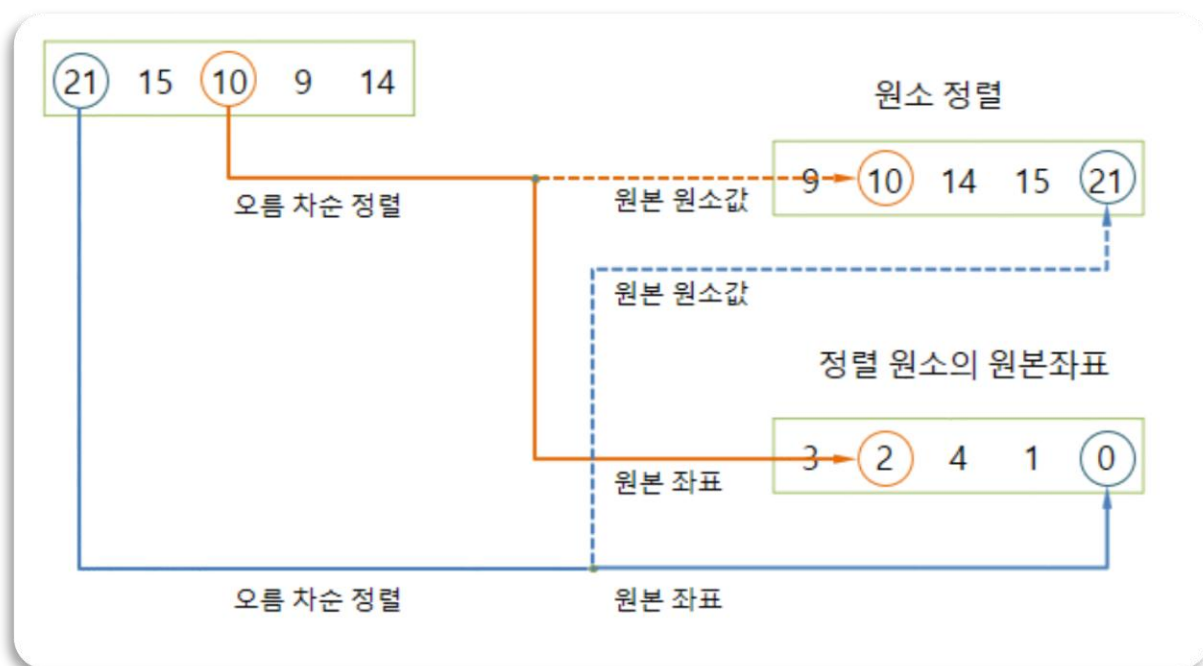 21 15 10 9 14
원소 정렬
9 10 14 15 21
오름 차순 정렬
원본 원소값
원본 원소값
정렬 원소의 원본좌표
3 2 4 1 0
원본 좌표
오름 차순 정렬
원본 좌표